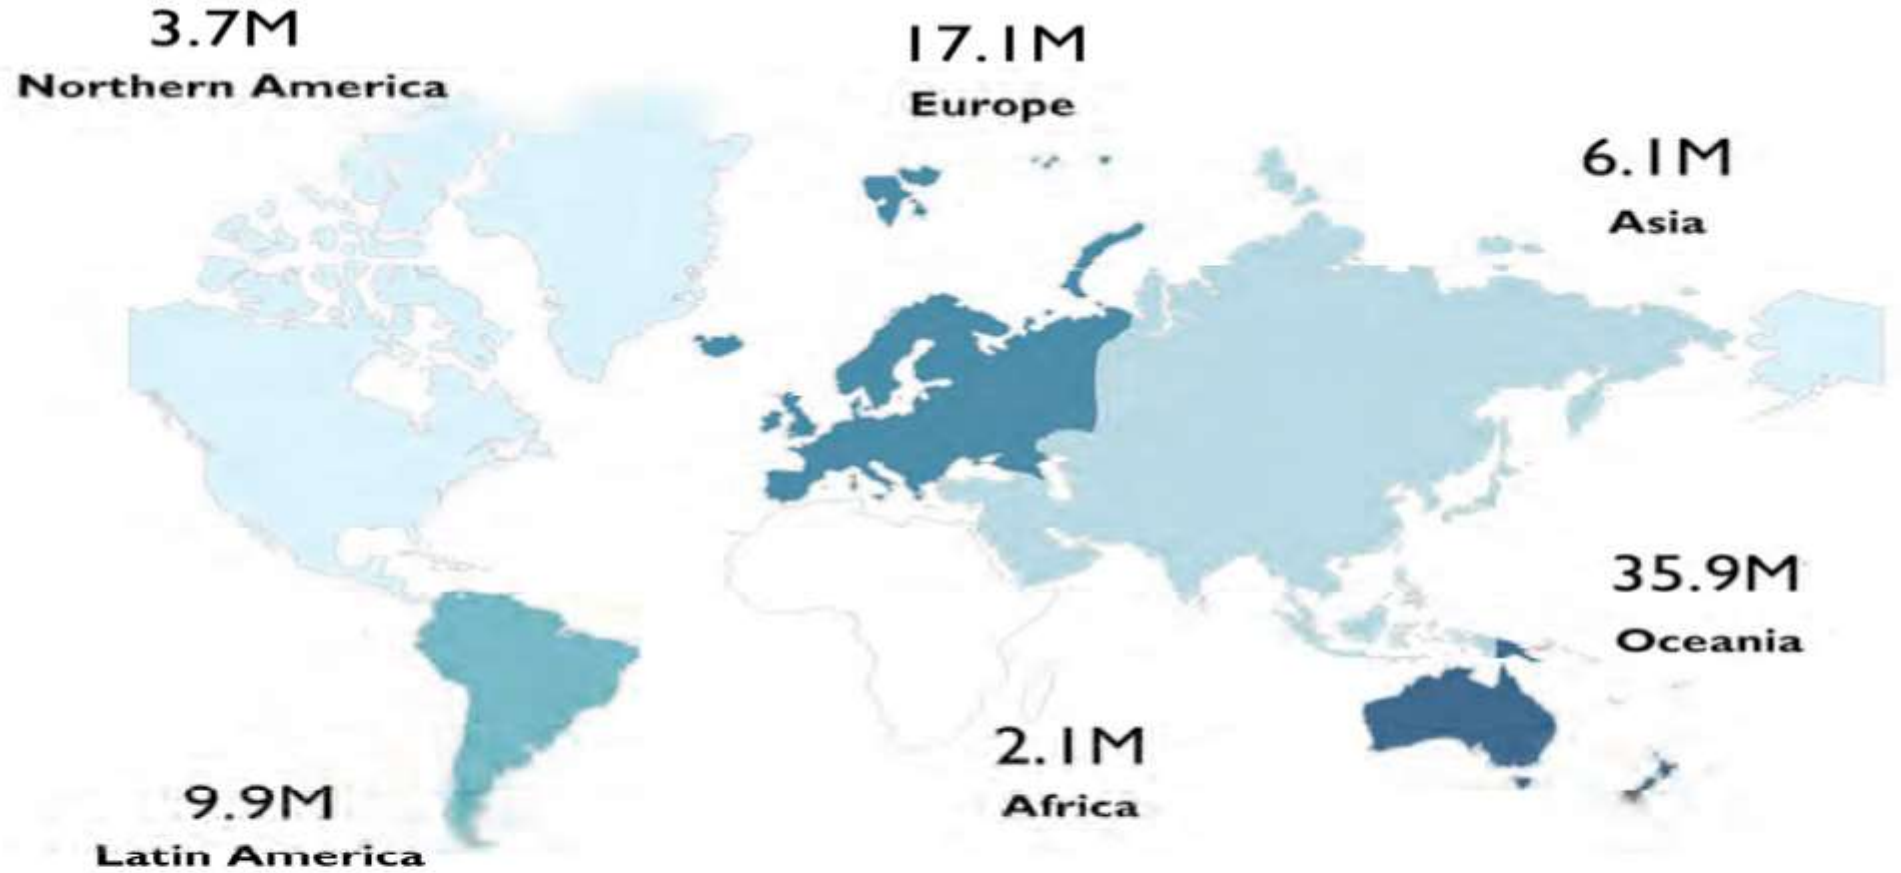 3.7M
Northern America
17.1M
Europe
6.1M
Asia
35.9M
Oceania
2.1M
Africa
9.9M
Latin America